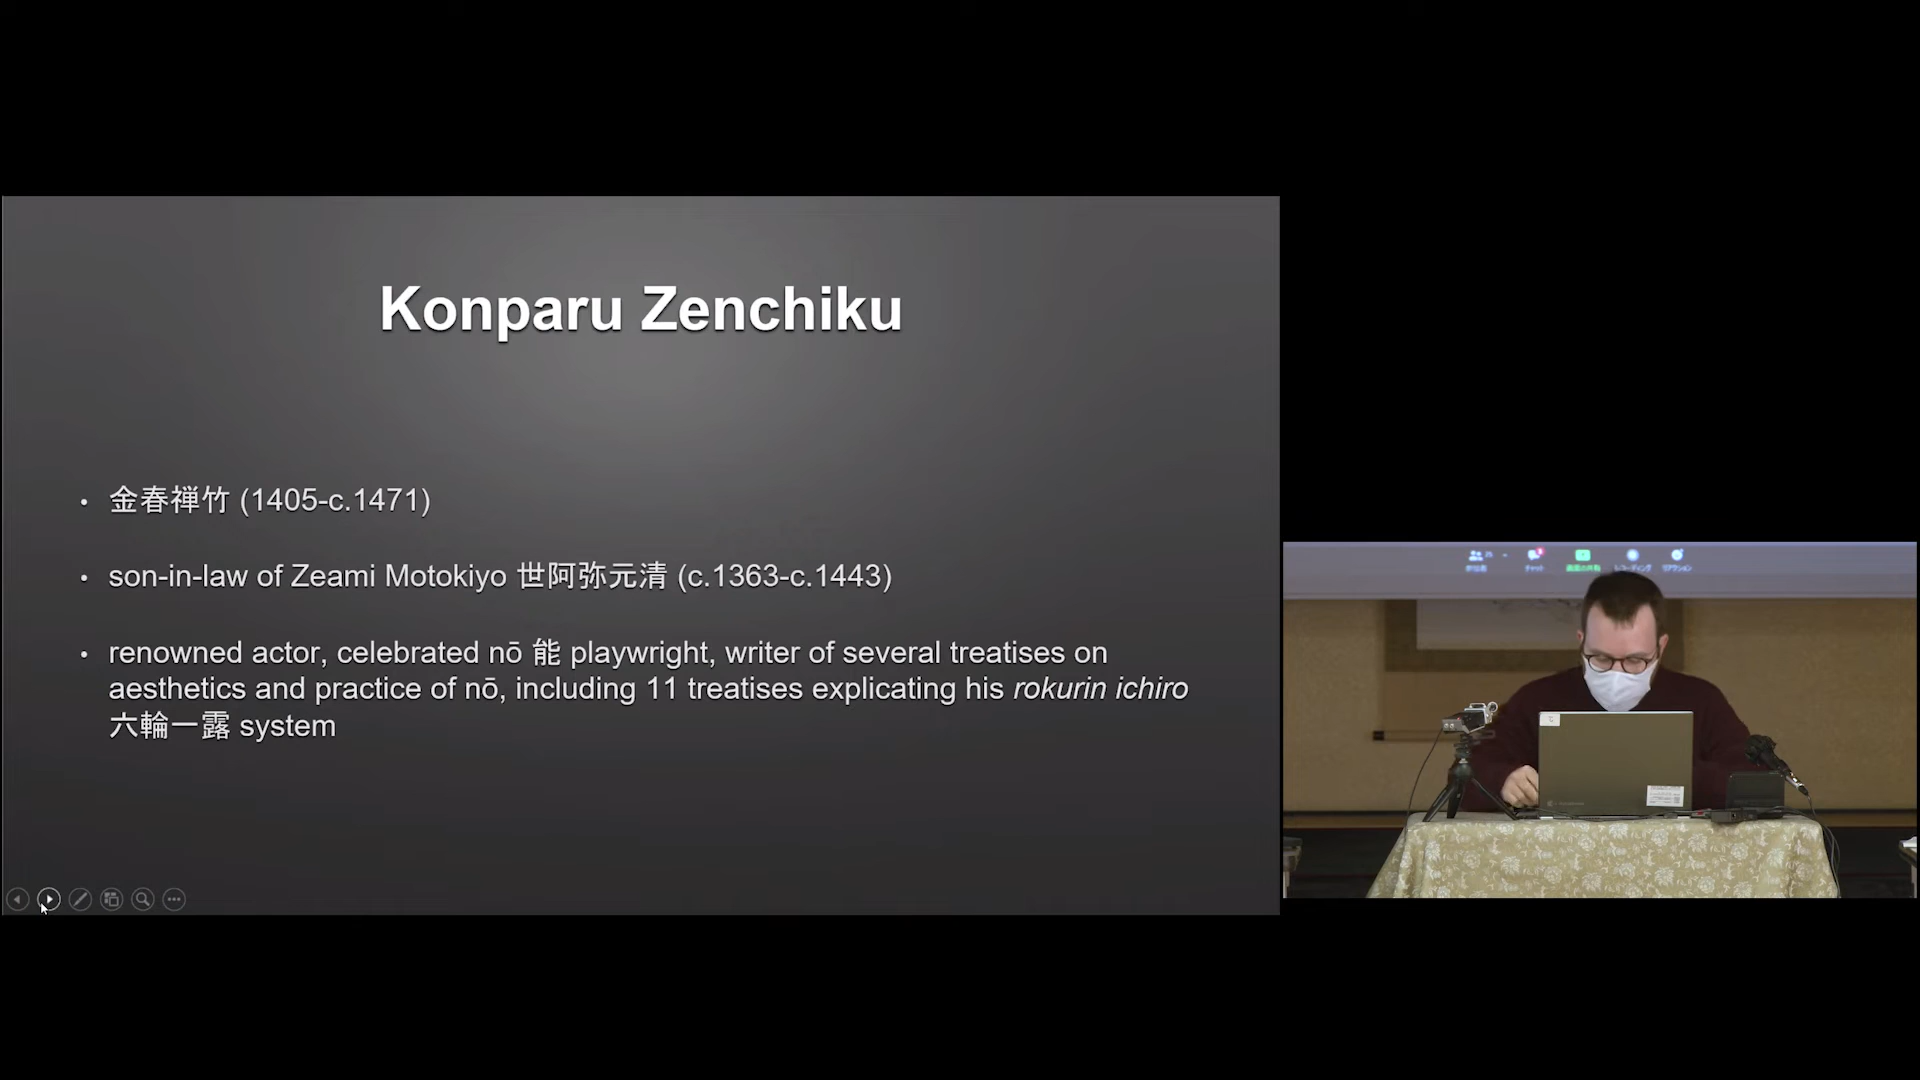 Konparu Zenchiku
• 金春禅竹 (1405-c.1471)
• son-in-law of Zeami Motokiyo 世阿弥元清 (c.1363-c.1443)
• renowned actor, celebrated nō 能 playwright, writer of several treatises on
aesthetics and practice of nō, including 11 treatises explicating his rokurin ichiro
六輪一露 system